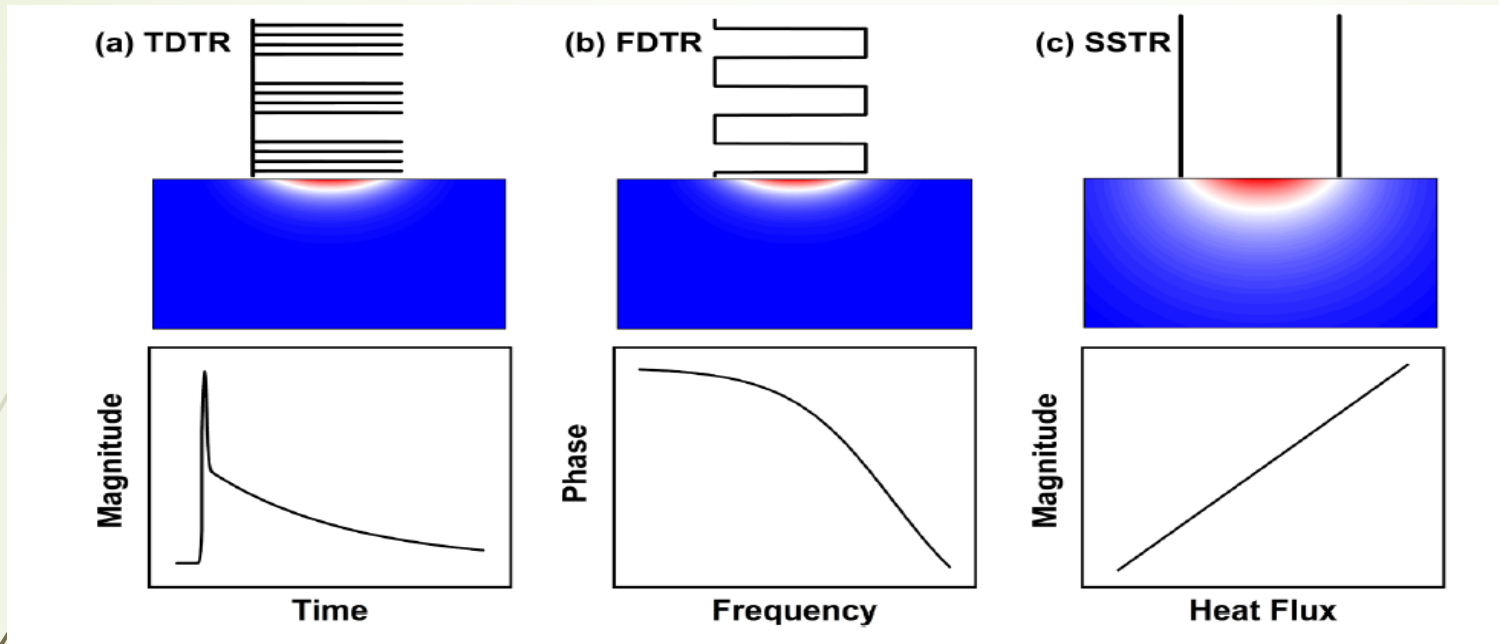 (a) TDTR
(b) FDTR
(c) SSTR
Magnitude
Time
Phase
Frequency
Magnitude
Heat Flux